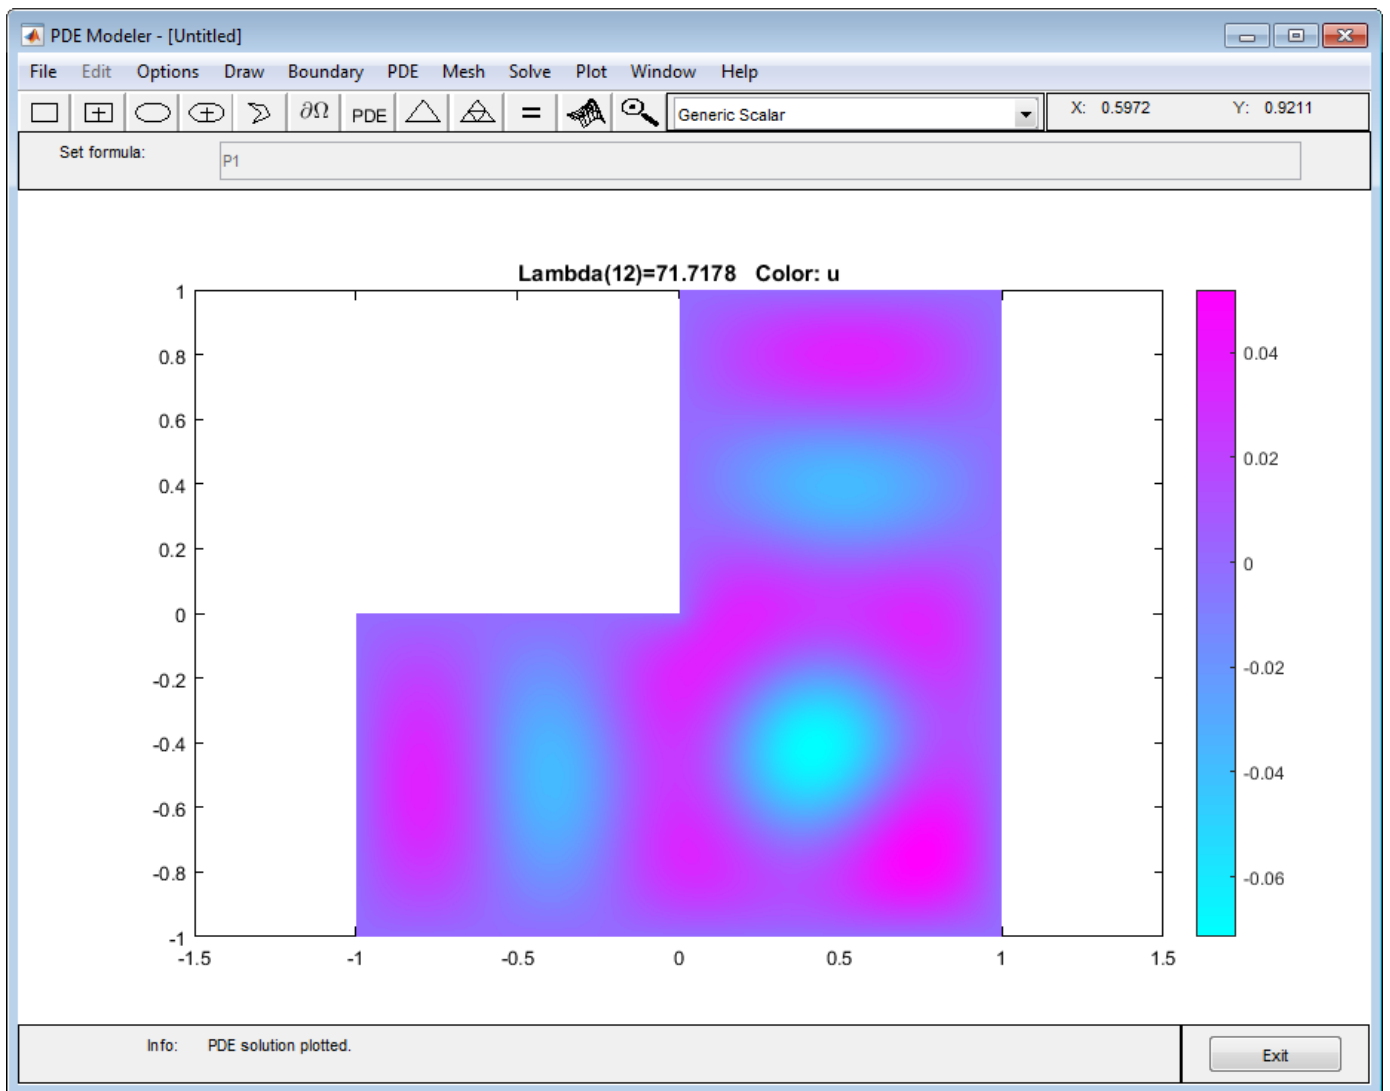 PDE Modeler - [Untitled]
File Edit Options Draw Boundary PDE Mesh Solve Plot Window Help
∂Ω PDE = Generic Scalar X: 0.5972 Y: 0.9211
Set formula: P1
Lambda(12)=71.7178 Color: u
1
0.8
0.6
0.4
0.2
0
-0.2
-0.4
-0.6
-0.8
-1
-1.5 -1 -0.5 0 0.5 1 1.5
0.04
0.02
0
-0.02
-0.04
-0.06
Info: PDE solution plotted.
Exit